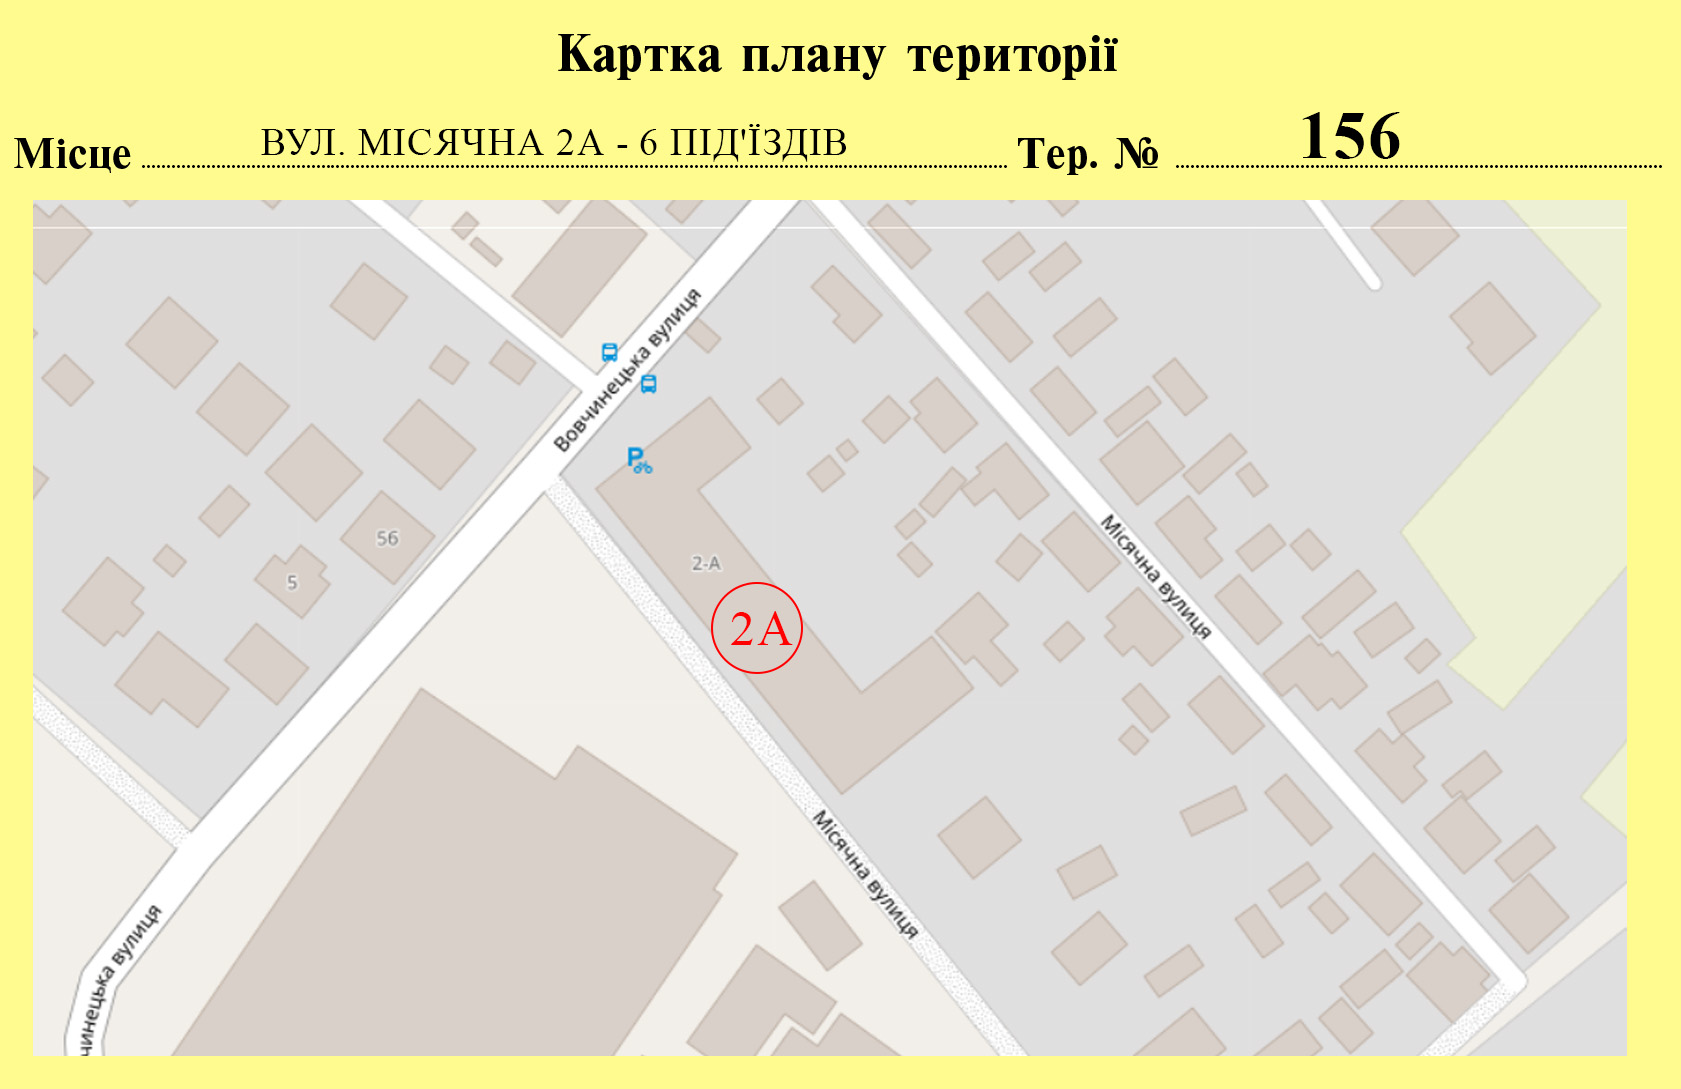 Картка плану території
Місце ВУЛ. МІСЯЧНА 2А - 6 ПІД'ЇЗДІВ Тер. № 156
Вовчинецька вулиця
P
56
5
2-А
2А
Місячна вулиця
Місячна вулиця
чинецька вулиця